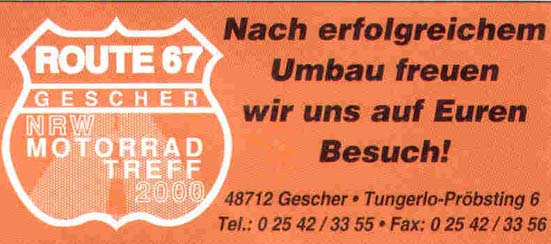 ROUTE 67
GESCHER
NRW
MOTORRAD
TREFF
2000
Nach erfolgreichem
Umbau freuen
wir uns auf Euren
Besuch!
48712 Gescher • Tungerlo-Pröbsting 6
Tel.: 0 25 42 / 33 55 • Fax: 0 25 42 / 33 56